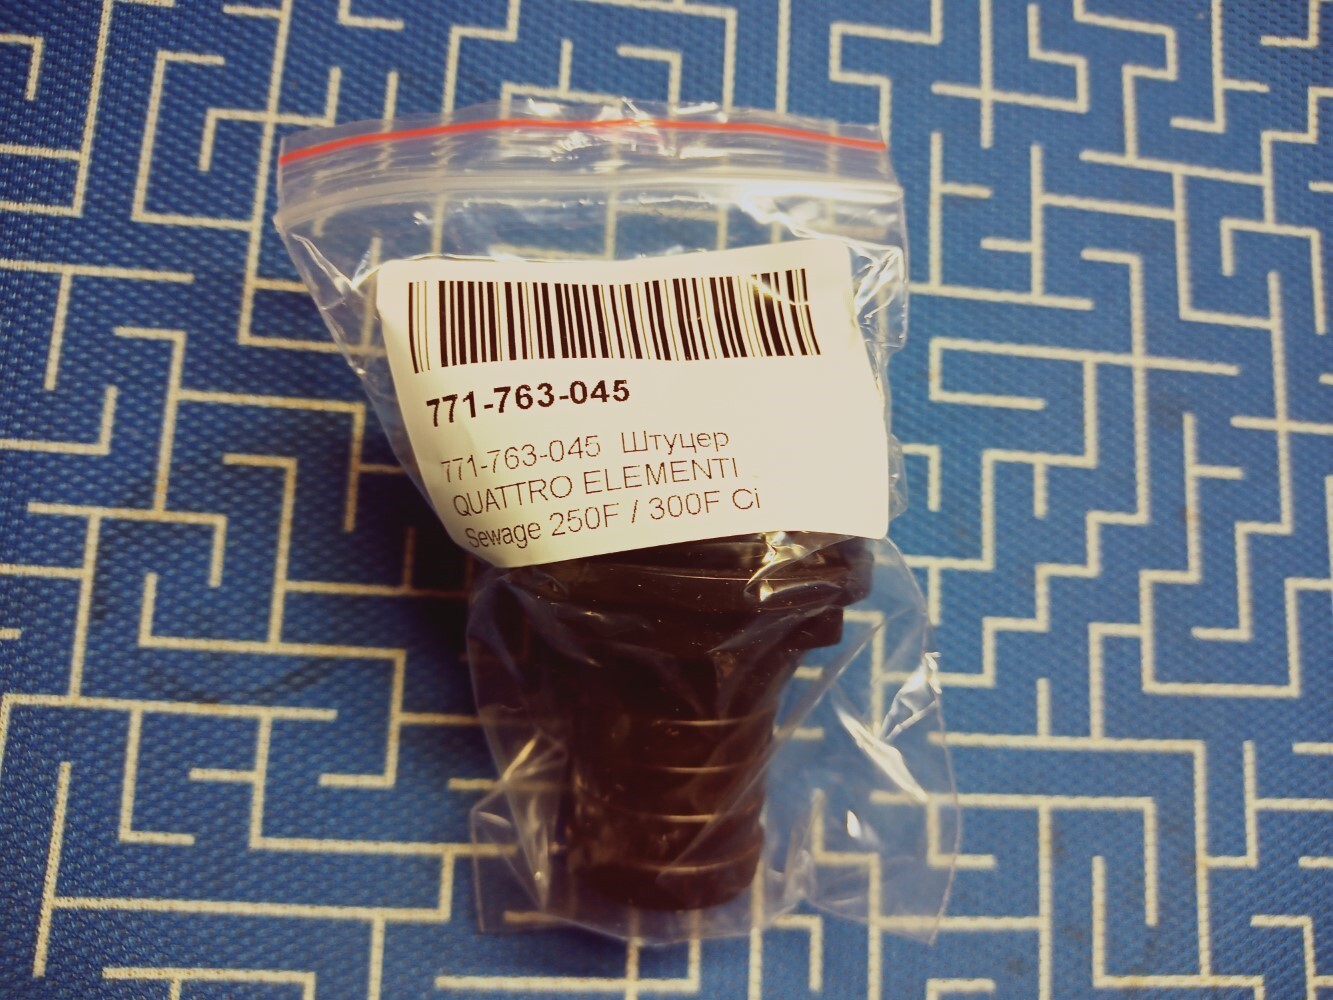 771-763-045
771-763-045 Штуцер
QUATTRO ELEMENTI
Sewage 250F / 300F Ci